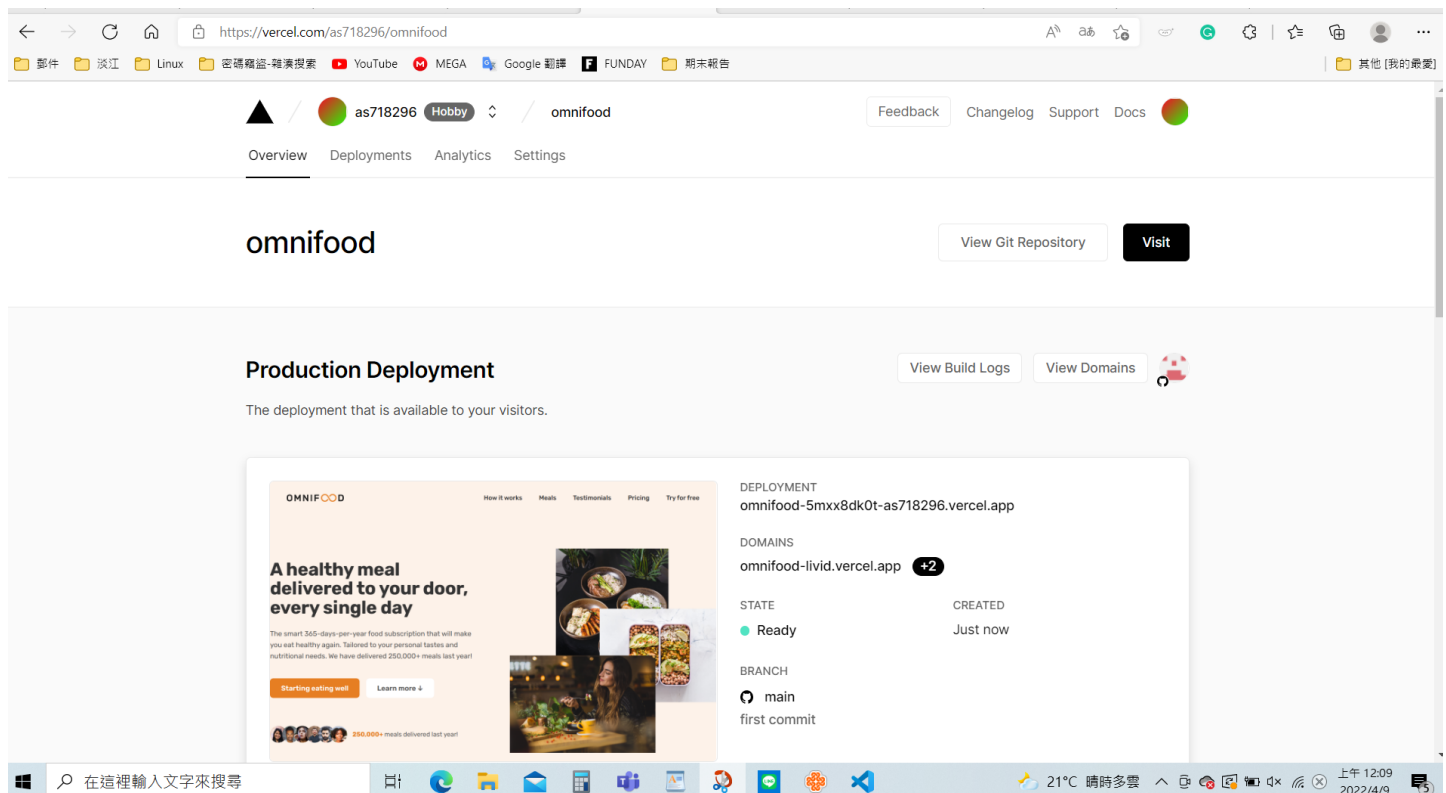 https://vercel.com/as718296/omnifood
郵件 淡江 Linux 密碼竊盜-雜湊搜索 YouTube MEGA Google 翻譯 FUNDAY 期末報告 其他 [我的最愛]
as718296 Hobby omnifood Feedback Changelog Support Docs
Overview Deployments Analytics Settings
omnifood View Git Repository Visit
Production Deployment View Build Logs View Domains
The deployment that is available to your visitors.
OMNIFOOD How it works Meals Testimonials Pricing Try for free
A healthy meal
delivered to your door,
every single day
The smart 365-days-per-year food subscription that will make
you eat healthy again. Tailored to your personal tastes and
nutritional needs. We have delivered 250,000+ meals last year!
Starting eating well Learn more ↓
250,000+ meals delivered last year!
DEPLOYMENT
omnifood-5mxx8dk0t-as718296.vercel.app
DOMAINS
omnifood-livid.vercel.app +2
STATE CREATED
Ready Just now
BRANCH
main
first commit
在這裡輸入文字來搜尋 21°C 晴時多雲 上午 12:09
2022/4/9 5